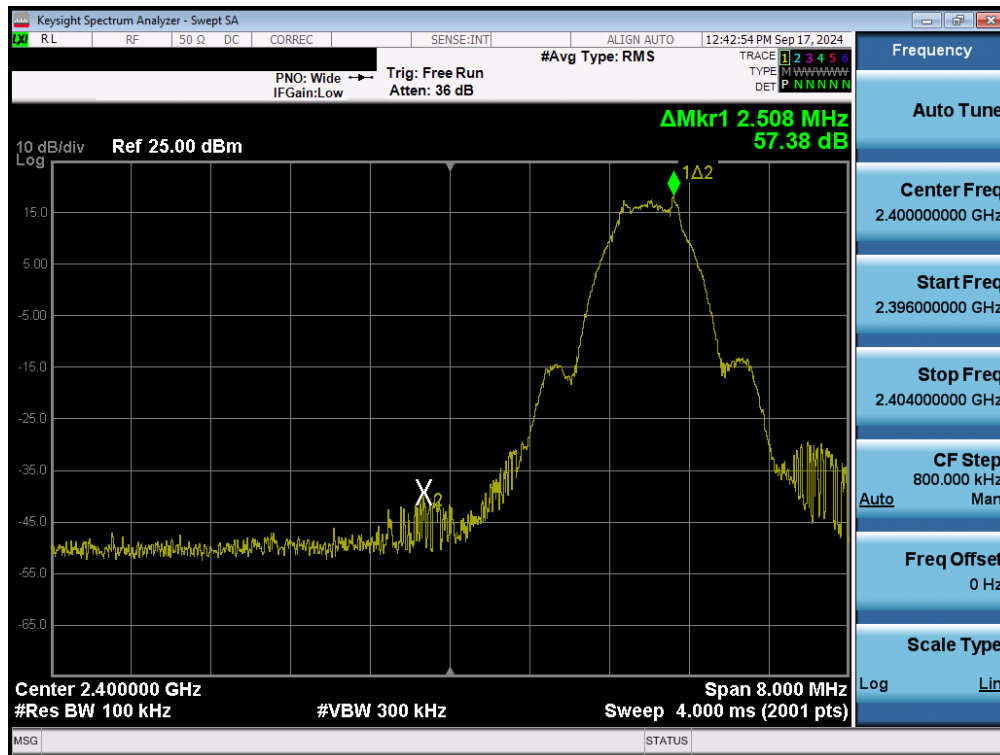 Keysight Spectrum Analyzer - Swept SA
LXI RL RF 50 Ω DC CORREC SENSE:INT ALIGN AUTO 12:42:54 PM Sep 17, 2024
Frequency
#Avg Type: RMS
TRACE 1 2 3 4 5 6
PNO: Wide
Trig: Free Run
TYPE M WWWWW
IFGain:Low
Atten: 36 dB
DET P N N N N N
Auto Tune
ΔMkr1 2.508 MHz
57.38 dB
10 dB/div
Ref 25.00 dBm
Log
1Δ2
15.0
5.00
-5.00
-15.0
-25.0
-35.0
-45.0
-55.0
-65.0
X2
Center Freq
2.400000000 GHz
Start Freq
2.396000000 GHz
Stop Freq
2.404000000 GHz
CF Step
800.000 kHz
Auto Man
Freq Offset
0 Hz
Scale Type
Log Lin
Center 2.400000 GHz
Span 8.000 MHz
#Res BW 100 kHz
#VBW 300 kHz
Sweep 4.000 ms (2001 pts)
MSG
STATUS